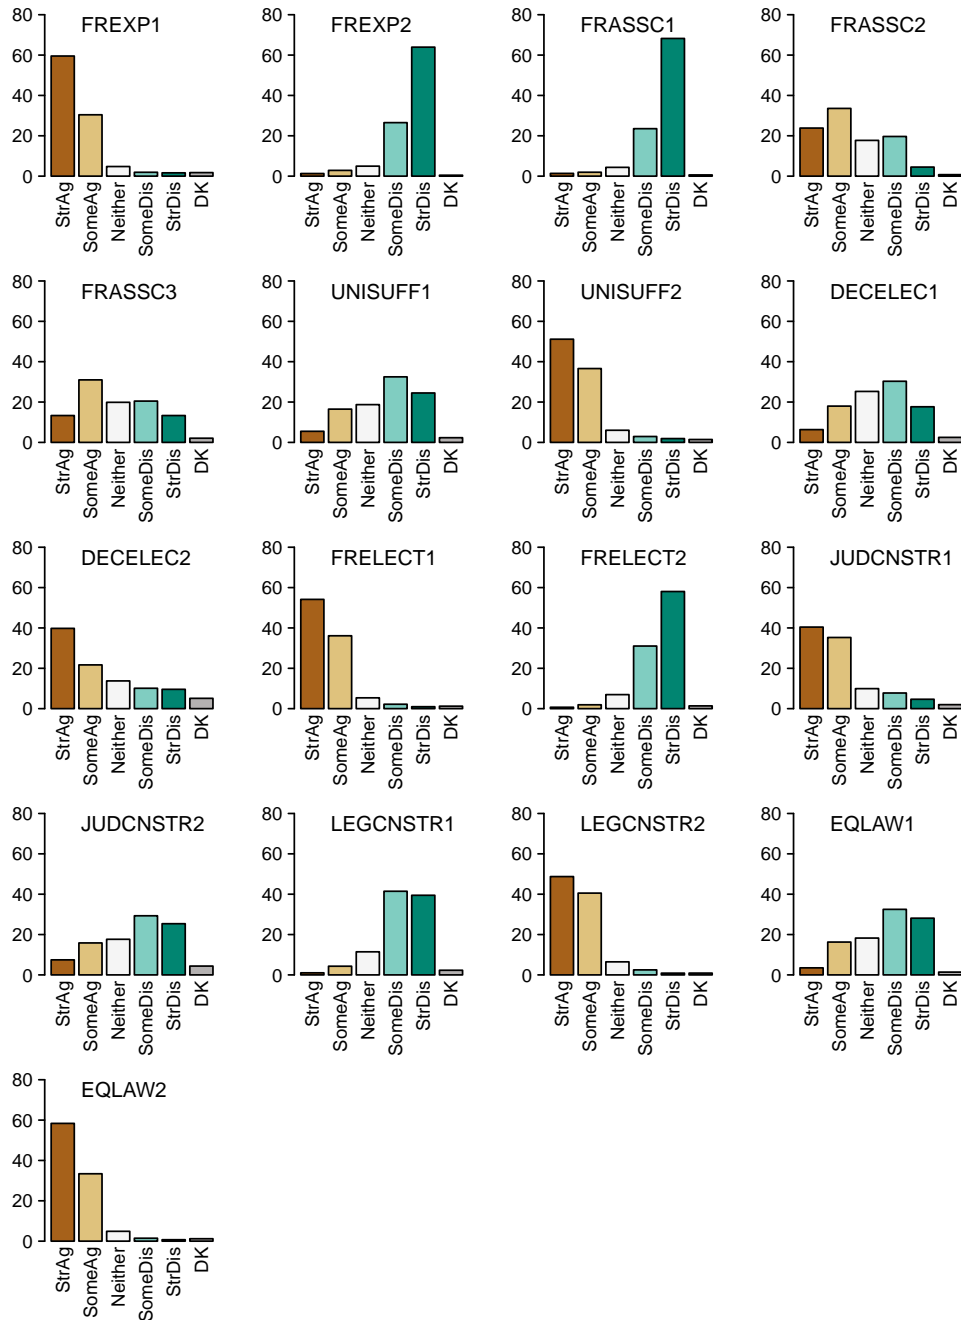 FREXP1
80
60
40
20
0
StrAg
SomeAg
Neither
SomeDis
StrDis
DK
FREXP2
80
60
40
20
0
StrAg
SomeAg
Neither
SomeDis
StrDis
DK
FRASSC1
80
60
40
20
0
StrAg
SomeAg
Neither
SomeDis
StrDis
DK
FRASSC2
80
60
40
20
0
StrAg
SomeAg
Neither
SomeDis
StrDis
DK
FRASSC3
80
60
40
20
0
StrAg
SomeAg
Neither
SomeDis
StrDis
DK
UNISUFF1
80
60
40
20
0
StrAg
SomeAg
Neither
SomeDis
StrDis
DK
UNISUFF2
80
60
40
20
0
StrAg
SomeAg
Neither
SomeDis
StrDis
DK
DECELEC1
80
60
40
20
0
StrAg
SomeAg
Neither
SomeDis
StrDis
DK
DECELEC2
80
60
40
20
0
StrAg
SomeAg
Neither
SomeDis
StrDis
DK
FRELECT1
80
60
40
20
0
StrAg
SomeAg
Neither
SomeDis
StrDis
DK
FRELECT2
80
60
40
20
0
StrAg
SomeAg
Neither
SomeDis
StrDis
DK
JUDCNSTR1
80
60
40
20
0
StrAg
SomeAg
Neither
SomeDis
StrDis
DK
JUDCNSTR2
80
60
40
20
0
StrAg
SomeAg
Neither
SomeDis
StrDis
DK
LEGCNSTR1
80
60
40
20
0
StrAg
SomeAg
Neither
SomeDis
StrDis
DK
LEGCNSTR2
80
60
40
20
0
StrAg
SomeAg
Neither
SomeDis
StrDis
DK
EQLAW1
80
60
40
20
0
StrAg
SomeAg
Neither
SomeDis
StrDis
DK
EQLAW2
80
60
40
20
0
StrAg
SomeAg
Neither
SomeDis
StrDis
DK